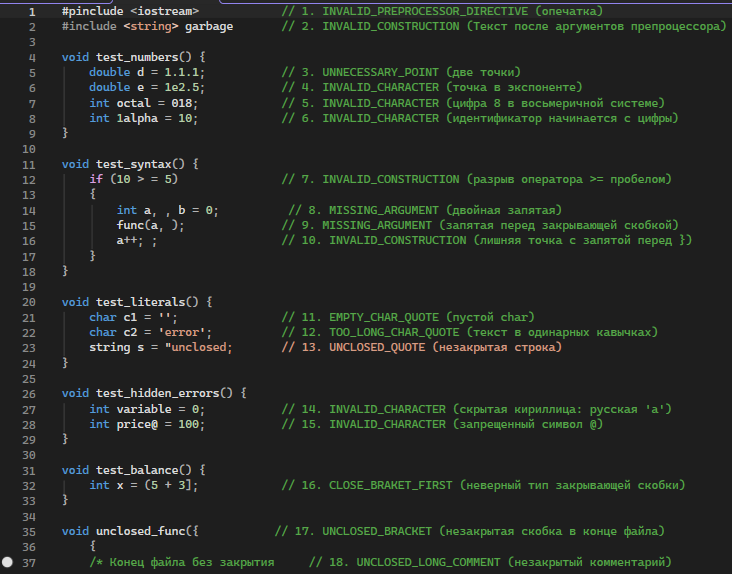 1 #pinclude <iostream> // 1. INVALID_PREPROCESSOR_DIRECTIVE (опечатка)
2 #include <string> garbage // 2. INVALID_CONSTRUCTION (Текст после аргументов препроцессора)
3
4 void test_numbers() {
5 double d = 1.1.1; // 3. UNNECESSARY_POINT (две точки)
6 double e = 1e2.5; // 4. INVALID_CHARACTER (точка в экспоненте)
7 int octal = 018; // 5. INVALID_CHARACTER (цифра 8 в восьмеричной системе)
8 int 1alpha = 10; // 6. INVALID_CHARACTER (идентификатор начинается с цифры)
9 }
10
11 void test_syntax() {
12 if (10 > = 5) // 7. INVALID_CONSTRUCTION (разрыв оператора >= пробелом)
13 {
14 int a, , b = 0; // 8. MISSING_ARGUMENT (двойная запятая)
15 func(a, ); // 9. MISSING_ARGUMENT (запятая перед закрывающей скобкой)
16 a++; ; // 10. INVALID_CONSTRUCTION (лишняя точка с запятой перед })
17 }
18 }
19
20 void test_literals() {
21 char c1 = ''; // 11. EMPTY_CHAR_QUOTE (пустой char)
22 char c2 = 'error'; // 12. TOO_LONG_CHAR_QUOTE (текст в одинарных кавычках)
23 string s = "unclosed; // 13. UNCLOSED_QUOTE (незакрытая строка)
24 }
25
26 void test_hidden_errors() {
27 int variable = 0; // 14. INVALID_CHARACTER (скрытая кириллица: русская 'а')
28 int price@ = 100; // 15. INVALID_CHARACTER (запрещенный символ @)
29 }
30
31 void test_balance() {
32 int x = (5 + 3]; // 16. CLOSE_BRAKET_FIRST (неверный тип закрывающей скобки)
33 }
34
35 void unclosed_func({ // 17. UNCLOSED_BRACKET (незакрытая скобка в конце файла)
36 {
37 /* Конец файла без закрытия // 18. UNCLOSED_LONG_COMMENT (незакрытый комментарий)